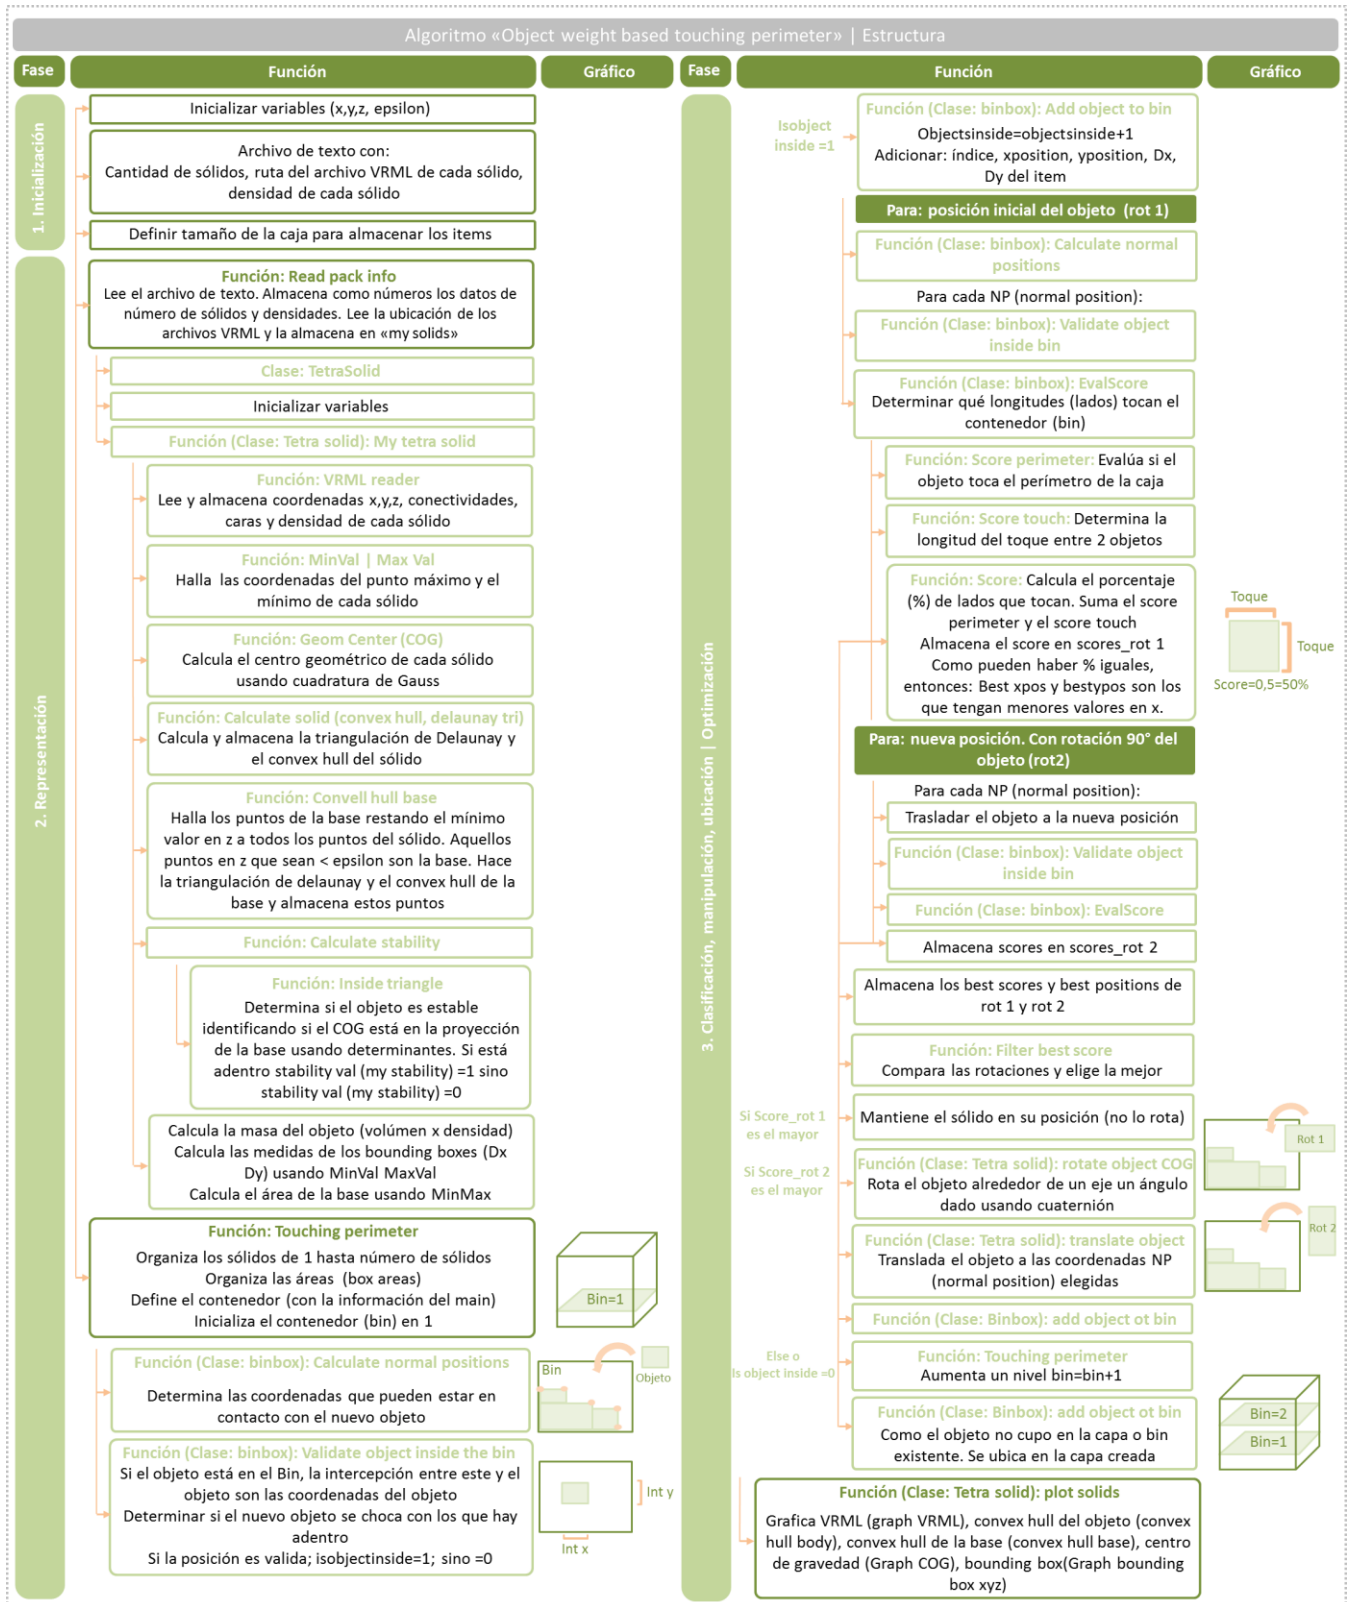 Algoritmo «Object weight based touching perimeter» | Estructura
Fase
Función
Gráfico
1. Inicialización
Inicializar variables (x,y,z, epsilon)
Archivo de texto con:
Cantidad de sólidos, ruta del archivo VRML de cada sólido,
densidad de cada sólido
Definir tamaño de la caja para almacenar los items
2. Representación
Función: Read pack info
Lee el archivo de texto. Almacena como números los datos de
número de sólidos y densidades. Lee la ubicación de los
archivos VRML y la almacena en «my solids»
Clase: TetraSolid
Inicializar variables
Función (Clase: Tetra solid): My tetra solid
Función: VRML reader
Lee y almacena coordenadas x,y,z, conectividades,
caras y densidad de cada sólido
Función: MinVal | Max Val
Halla las coordenadas del punto máximo y el
mínimo de cada sólido
Función: Geom Center (COG)
Calcula el centro geométrico de cada sólido
usando cuadratura de Gauss
Función: Calculate solid (convex hull, delaunay tri)
Calcula y almacena la triangulación de Delaunay y
el convex hull del sólido
Función: Convell hull base
Halla los puntos de la base restando el mínimo
valor en z a todos los puntos del sólido. Aquellos
puntos en z que sean < epsilon son la base. Hace
la triangulación de delaunay y el convex hull de la
base y almacena estos puntos
Función: Calculate stability
Función: Inside triangle
Determina si el objeto es estable
identificando si el COG está en la proyección
de la base usando determinantes. Si está
adentro stability val (my stability) =1 sino
stability val (my stability) =0
Calcula la masa del objeto (volúmen x densidad)
Calcula las medidas de los bounding boxes (Dx
Dy) usando MinVal MaxVal
Calcula el área de la base usando MinMax
Función: Touching perimeter
Organiza los sólidos de 1 hasta número de sólidos
Organiza las áreas (box areas)
Define el contenedor (con la información del main)
Inicializa el contenedor (bin) en 1
Bin=1
Función (Clase: binbox): Calculate normal positions
Determina las coordenadas que pueden estar en
contacto con el nuevo objeto
Bin
Objeto
Función (Clase: binbox): Validate object inside the bin
Si el objeto está en el Bin, la intercepción entre este y el
objeto son las coordenadas del objeto
Determinar si el nuevo objeto se choca con los que hay
adentro
Si la posición es valida; isobjectinside=1; sino =0
Int y
Int x
Fase
Función
Gráfico
3. Clasificación, manipulación, ubicación | Optimización
Isobject
inside =1
Función (Clase: binbox): Add object to bin
Objectsinside=objectsinside+1
Adicionar: índice, xposition, yposition, Dx,
Dy del item
Para: posición inicial del objeto (rot 1)
Función (Clase: binbox): Calculate normal
positions
Para cada NP (normal position):
Función (Clase: binbox): Validate object
inside bin
Función (Clase: binbox): EvalScore
Determinar qué longitudes (lados) tocan el
contenedor (bin)
Función: Score perimeter: Evalúa si el
objeto toca el perímetro de la caja
Función: Score touch: Determina la
longitud del toque entre 2 objetos
Función: Score: Calcula el porcentaje
(%) de lados que tocan. Suma el score
perimeter y el score touch
Almacena el score en scores_rot 1
Como pueden haber % iguales,
entonces: Best xpos y bestypos son los
que tengan menores valores en x.
Toque
Toque
Score=0,5=50%
Para: nueva posición. Con rotación 90° del
objeto (rot2)
Para cada NP (normal position):
Trasladar el objeto a la nueva posición
Función (Clase: binbox): Validate object
inside bin
Función (Clase: binbox): EvalScore
Almacena scores en scores_rot 2
Almacena los best scores y best positions de
rot 1 y rot 2
Función: Filter best score
Compara las rotaciones y elige la mejor
Si Score_rot 1
es el mayor
Mantiene el sólido en su posición (no lo rota)
Rot 1
Si Score_rot 2
es el mayor
Función (Clase: Tetra solid): rotate object COG
Rota el objeto alrededor de un eje un ángulo
dado usando cuaternión
Rot 2
Función (Clase: Tetra solid): translate object
Translada el objeto a las coordenadas NP
(normal position) elegidas
Función (Clase: Binbox): add object ot bin
Else o
Is object inside =0
Función: Touching perimeter
Aumenta un nivel bin=bin+1
Función (Clase: Binbox): add object ot bin
Como el objeto no cupo en la capa o bin
existente. Se ubica en la capa creada
Bin=2
Bin=1
Función (Clase: Tetra solid): plot solids
Grafica VRML (graph VRML), convex hull del objeto (convex
hull body), convex hull de la base (convex hull base), centro
de gravedad (Graph COG), bounding box(Graph bounding
box xyz)